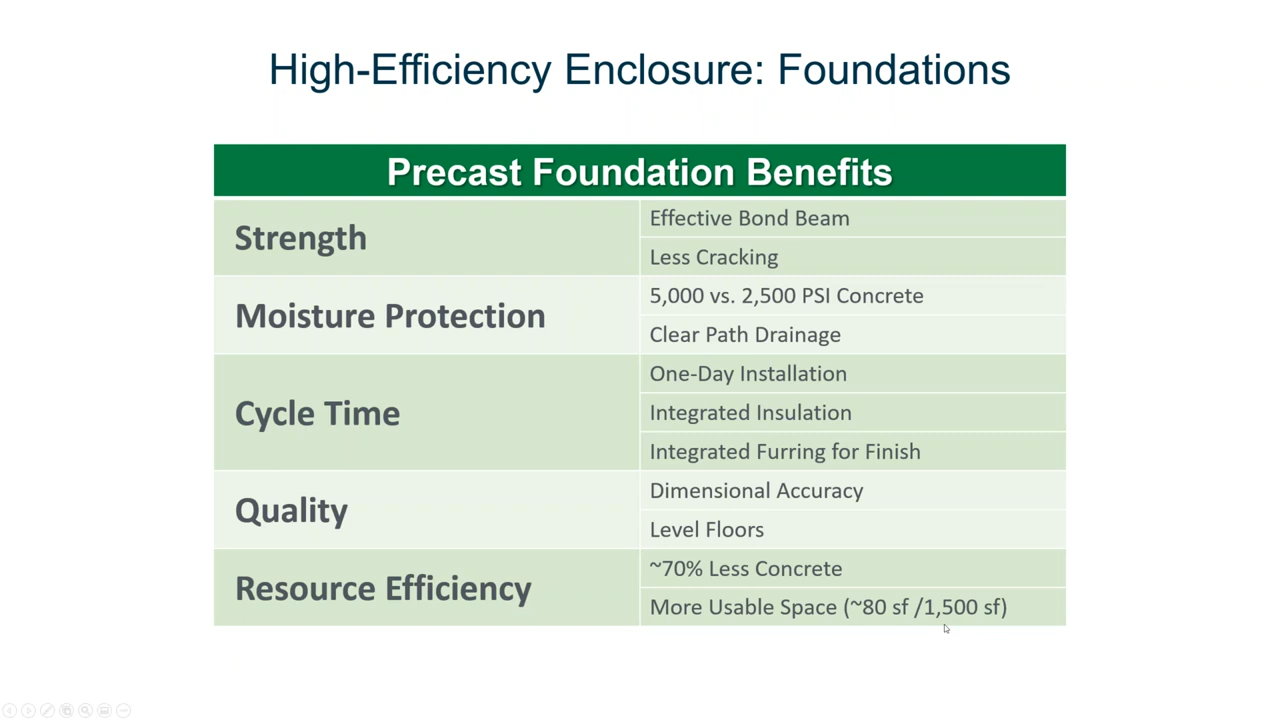 High-Efficiency Enclosure: Foundations
Precast Foundation Benefits
Strength
Effective Bond Beam
Less Cracking
Moisture Protection
5,000 vs. 2,500 PSI Concrete
Clear Path Drainage
Cycle Time
One-Day Installation
Integrated Insulation
Integrated Furring for Finish
Quality
Dimensional Accuracy
Level Floors
Resource Efficiency
~70% Less Concrete
More Usable Space (~80 sf /1,500 sf)